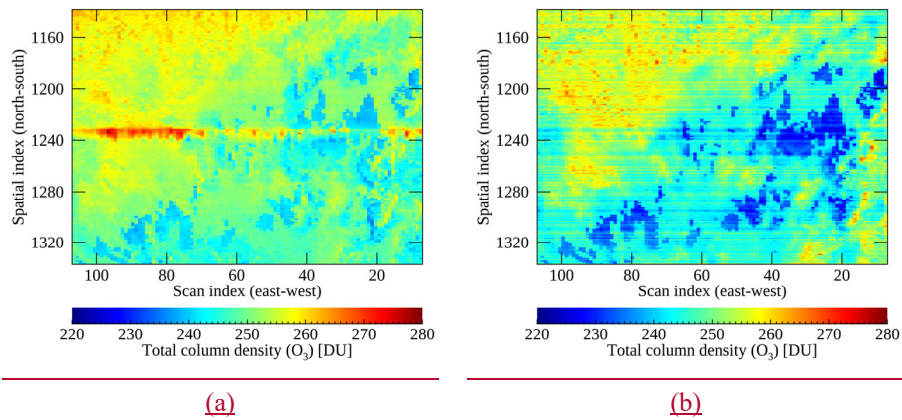 1160
1200
1240
1280
1320
Spatial index (north-south)
100 80 60 40 20
Scan index (east-west)
220 230 240 250 260 270 280
Total column density (O₃) [DU]
(a)
1160
1200
1240
1280
1320
Spatial index (north-south)
100 80 60 40 20
Scan index (east-west)
220 230 240 250 260 270 280
Total column density (O₃) [DU]
(b)